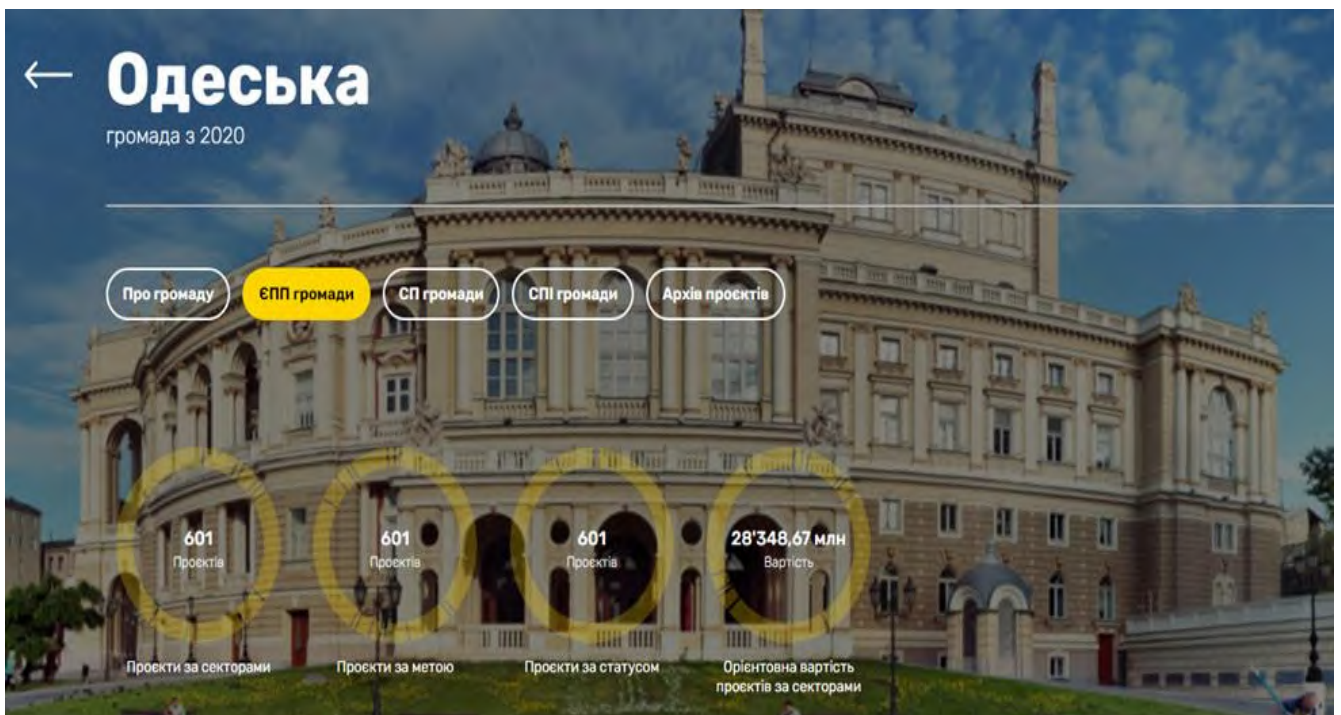 Одеська
громада з 2020
Про громаду
ЄПП громади
СП громади
СПІ громади
Архів проєктів
601
Проєктів
601
Проєктів
601
Проєктів
28'348,67 млн
Вартість
Проєкти за секторами
Проєкти за метою
Проєкти за статусом
Орієнтовна вартість
проєктів за секторами